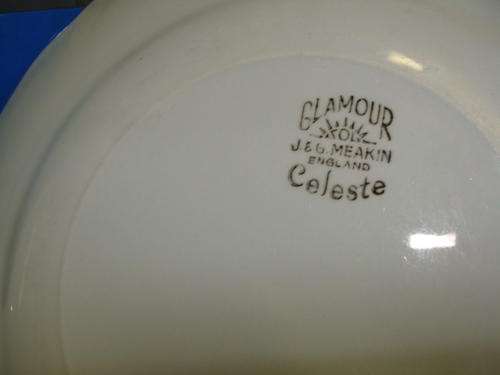 GLAMOUR
SOL
J. & G. MEAKIN
ENGLAND
Celeste